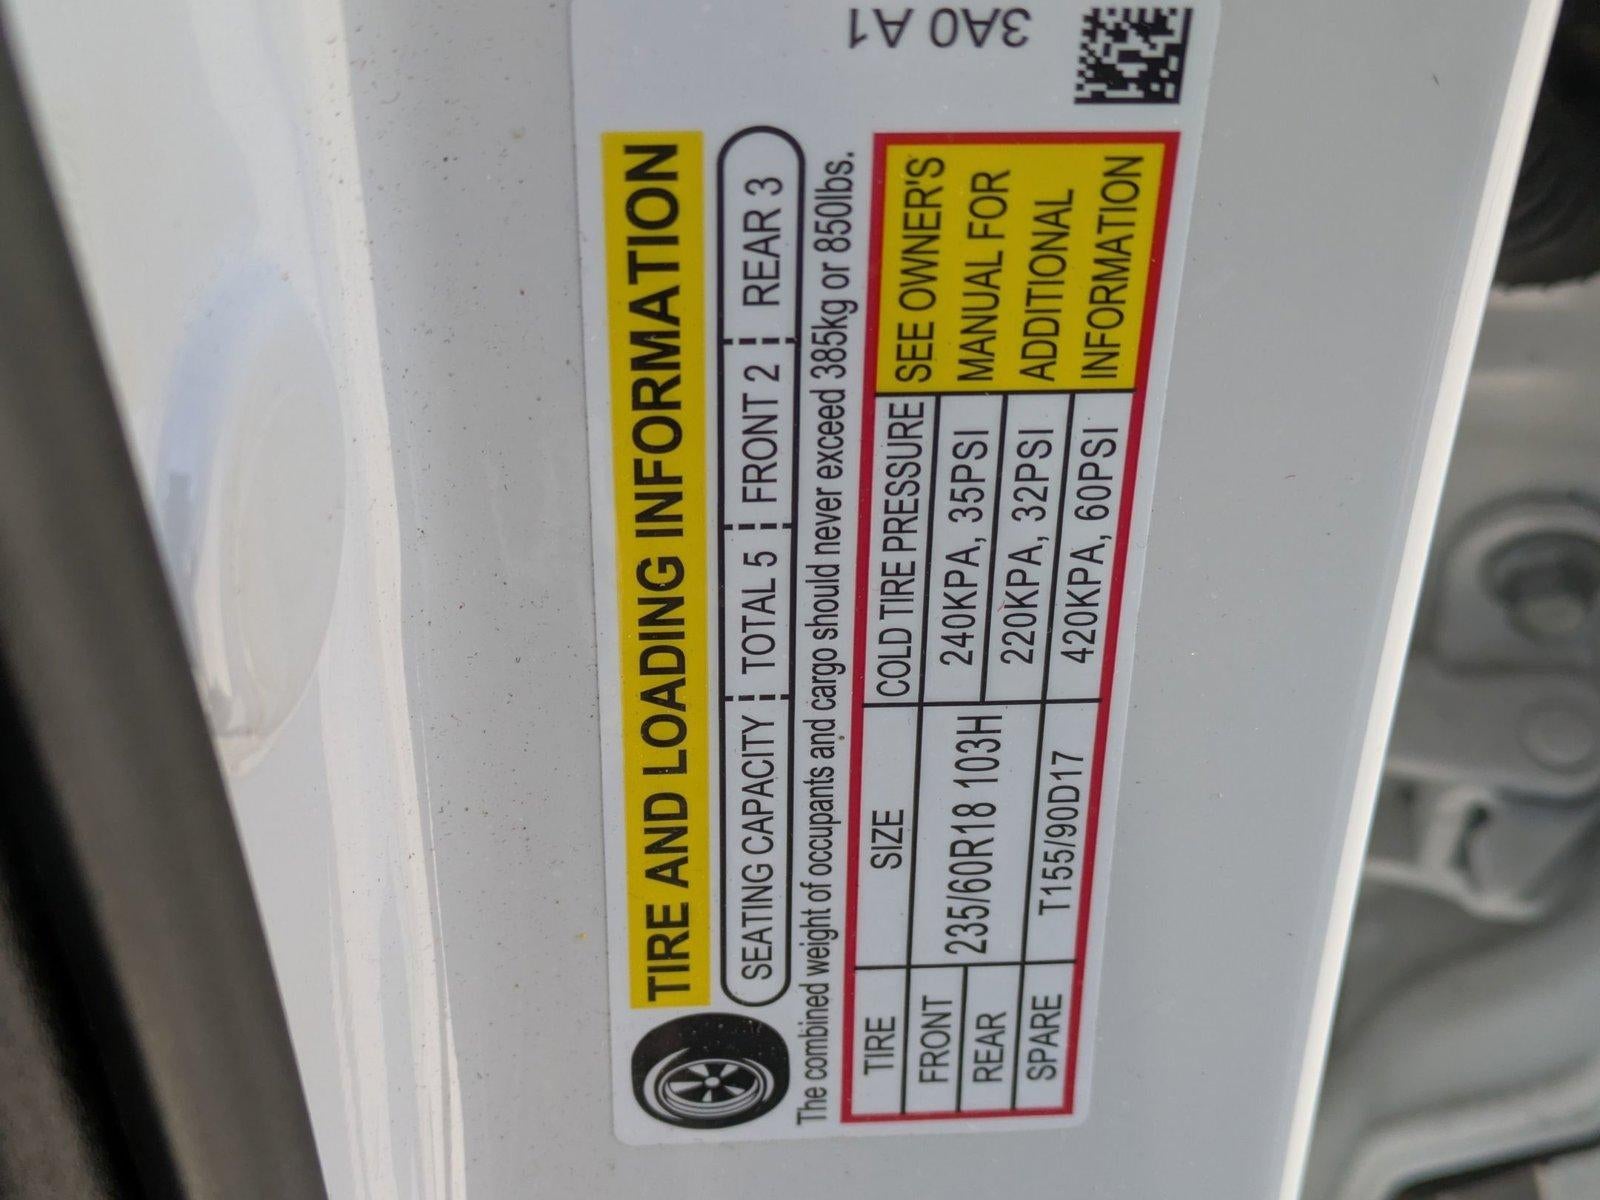 3A0 A1
TIRE AND LOADING INFORMATION
SEATING CAPACITY TOTAL 5 FRONT 2 REAR 3
The combined weight of occupants and cargo should never exceed 385kg or 850lbs.
TIRE SIZE COLD TIRE PRESSURE
FRONT 235/60R18 103H 240KPA, 35PSI
REAR 220KPA, 32PSI
SPARE T155/90D17 420KPA, 60PSI
SEE OWNER'S
MANUAL FOR
ADDITIONAL
INFORMATION